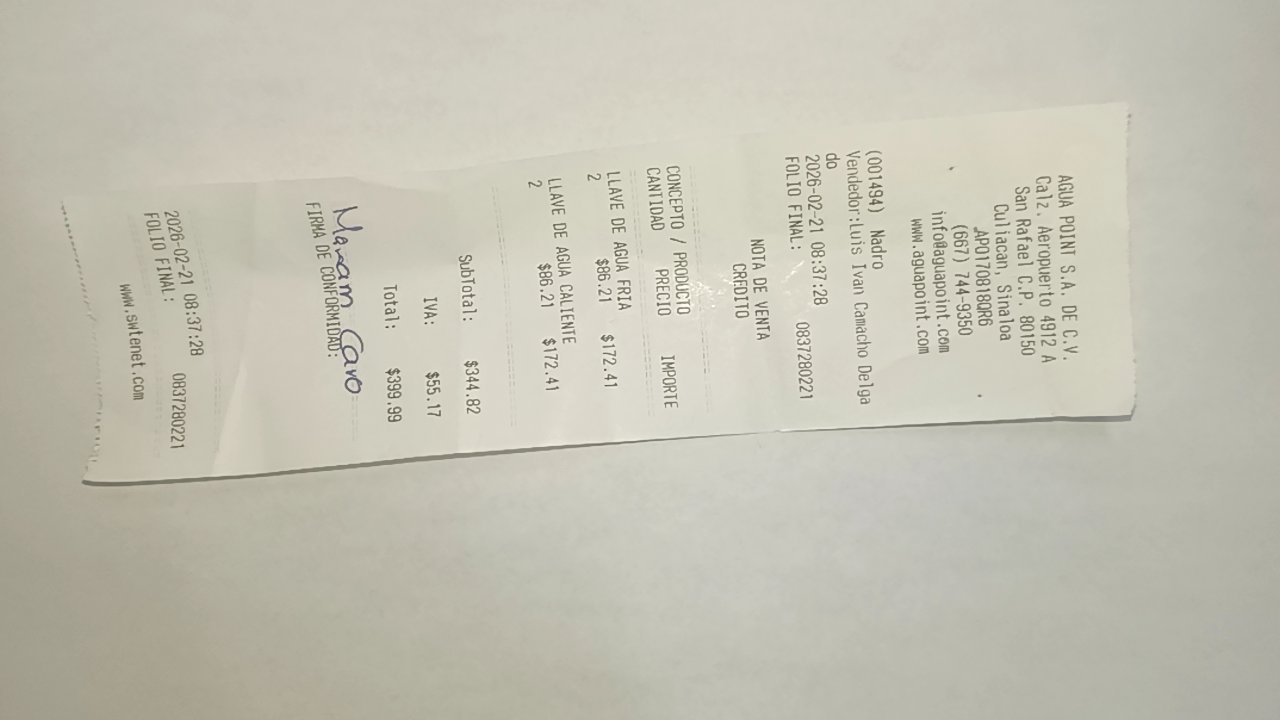 AGUA POINT S.A. DE C.V.
Calz. Aeropuerto 4912 A
San Rafael C.P. 80150
Culiacan, Sinaloa
APO170818QR6
(667) 744-9350
info@aguapoint.com
www.aguapoint.com
(001494) Nadro
Vendedor:Luis Ivan Camacho Delga
do
2026-02-21 08:37:28
FOLIO FINAL: 0837280221
NOTA DE VENTA
CREDITO
CONCEPTO / PRODUCTO
CANTIDAD PRECIO IMPORTE
LLAVE DE AGUA FRIA
2 $86.21 $172.41
LLAVE DE AGUA CALIENTE
2 $86.21 $172.41
SubTotal: $344.82
IVA: $55.17
Total: $399.99
Caro
FIRMA DE CONFORMIDAD:
2026-02-21 08:37:28
FOLIO FINAL: 0837280221
www.swtenet.com